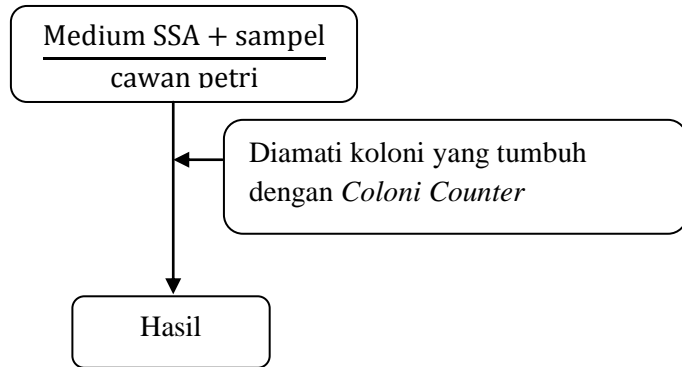 Medium SSA + sampel
cawan petri
Diamati koloni yang tumbuh
dengan Coloni Counter
Hasil